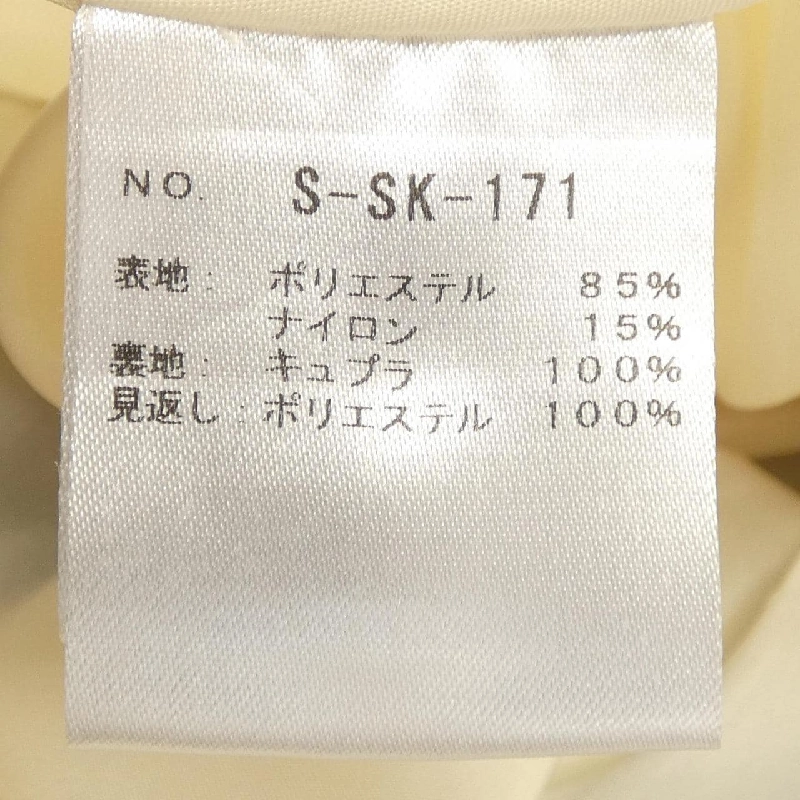 NO. S-SK-171
表地: ポリエステル 85%
ナイロン 15%
裏地: キュプラ 100%
見返し: ポリエステル 100%